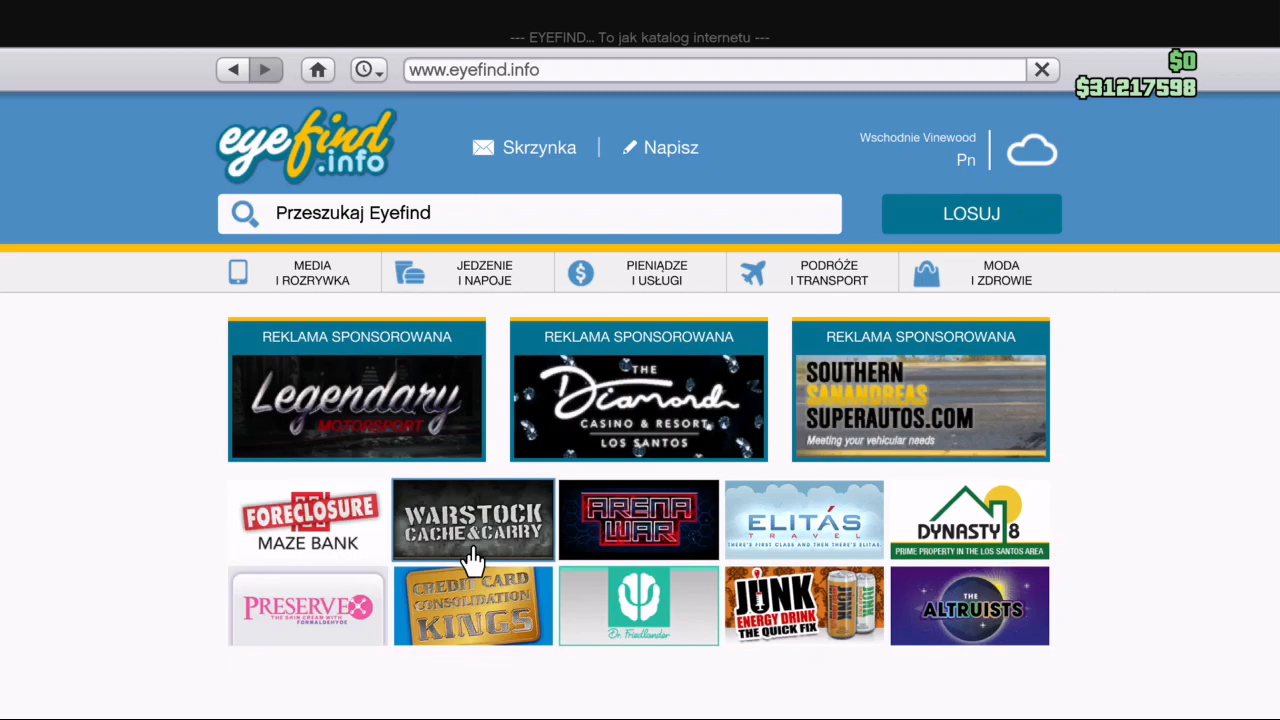 --- EYEFIND... To jak katalog internetu ---
www.eyefind.info
$0
$31217598
eyefind
.info
Skrzynka
Napisz
Wschodnie Vinewood
Pn
Przeszukaj Eyefind
LOSUJ
MEDIA
I ROZRYWKA
JEDZENIE
I NAPOJE
PIENIĄDZE
I USŁUGI
PODRÓŻE
I TRANSPORT
MODA
I ZDROWIE
REKLAMA SPONSOROWANA
Legendary
MOTORSPORT
REKLAMA SPONSOROWANA
THE
Diamond
CASINO & RESORT
LOS SANTOS
REKLAMA SPONSOROWANA
SOUTHERN
SANANDREAS
SUPERAUTOS.COM
Meeting your vehicular needs
FORECLOSURE
MAZE BANK
WARSTOCK
CACHE & CARRY
ARENA
WAR
ELITÁS
TRAVEL
THERE'S FIRST CLASS AND THEN THERE'S ELITÁS.
DYNASTY 8
PRIME PROPERTY IN THE LOS SANTOS AREA
PRESERVEX
THE SKIN CREAM WITH
FORMALDEHYDE
CREDIT CARD
CONSOLIDATION
KINGS
Dr. Friedlander
JUNK
ENERGY DRINK
THE QUICK FIX
JUNK
JUNK
THE
ALTRUISTS